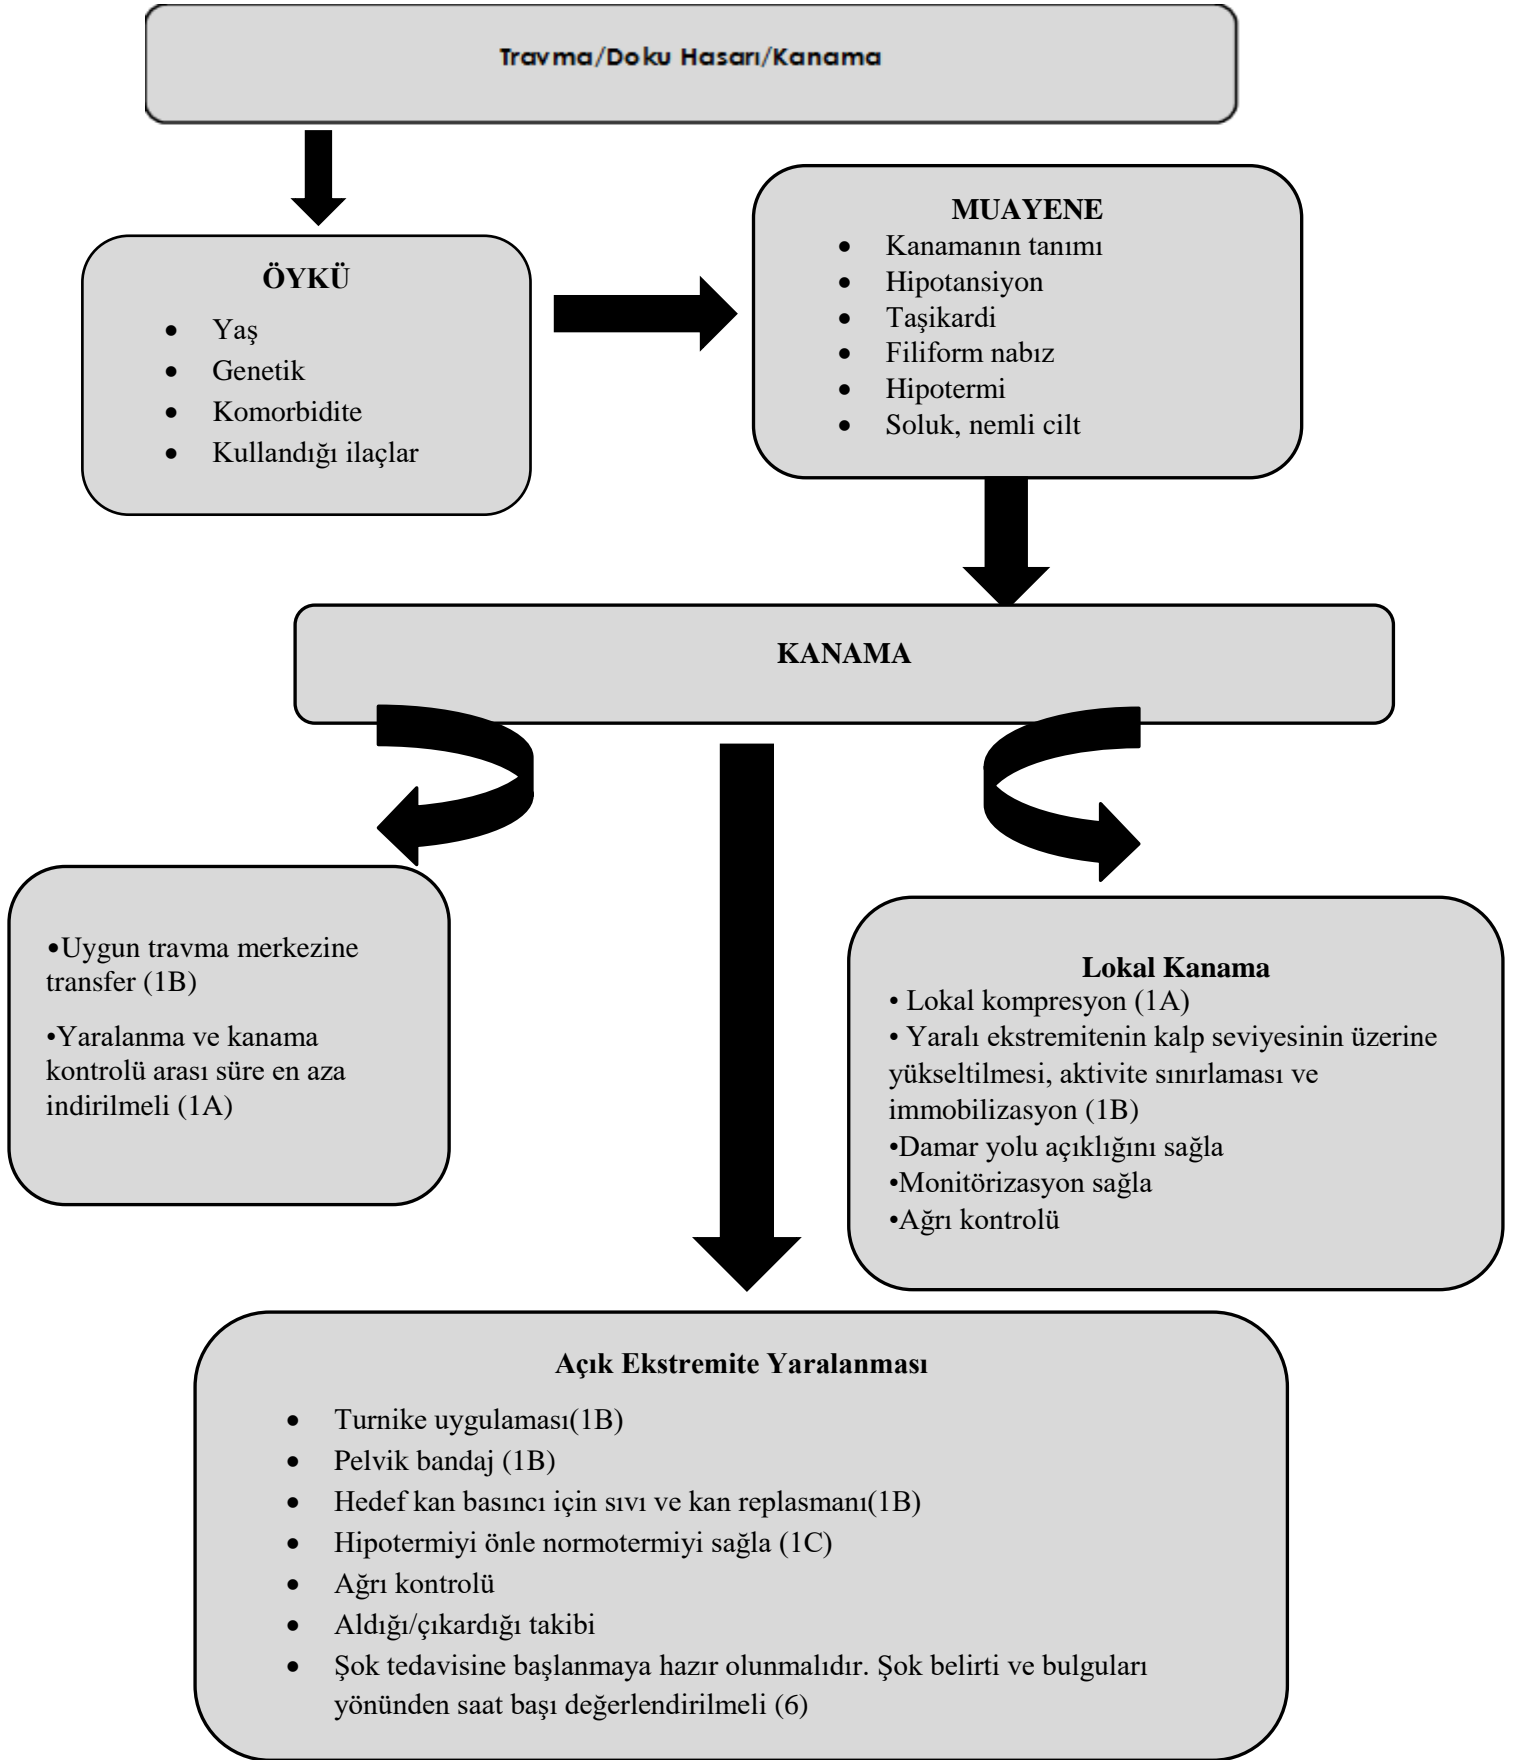 Travma/Doku Hasarı/Kanama
ÖYKÜ
• Yaş
• Genetik
• Komorbidite
• Kullandığı ilaçlar
MUAYENE
• Kanamanın tanımı
• Hipotansiyon
• Taşikardi
• Filiform nabız
• Hipotermi
• Soluk, nemli cilt
KANAMA
•Uygun travma merkezine
transfer (1B)
•Yaralanma ve kanama
kontrolü arası süre en aza
indirilmeli (1A)
Lokal Kanama
• Lokal kompresyon (1A)
• Yaralı ekstremitenin kalp seviyesinin üzerine
yükseltilmesi, aktivite sınırlaması ve
immobilizasyon (1B)
•Damar yolu açıklığını sağla
•Monitörizasyon sağla
•Ağrı kontrolü
Açık Ekstremite Yaralanması
• Turnike uygulaması(1B)
• Pelvik bandaj (1B)
• Hedef kan basıncı için sıvı ve kan replasmanı(1B)
• Hipotermiyi önle normotermiyi sağla (1C)
• Ağrı kontrolü
• Aldığı/çıkardığı takibi
• Şok tedavisine başlanmaya hazır olunmalıdır. Şok belirti ve bulguları
yönünden saat başı değerlendirilmeli (6)